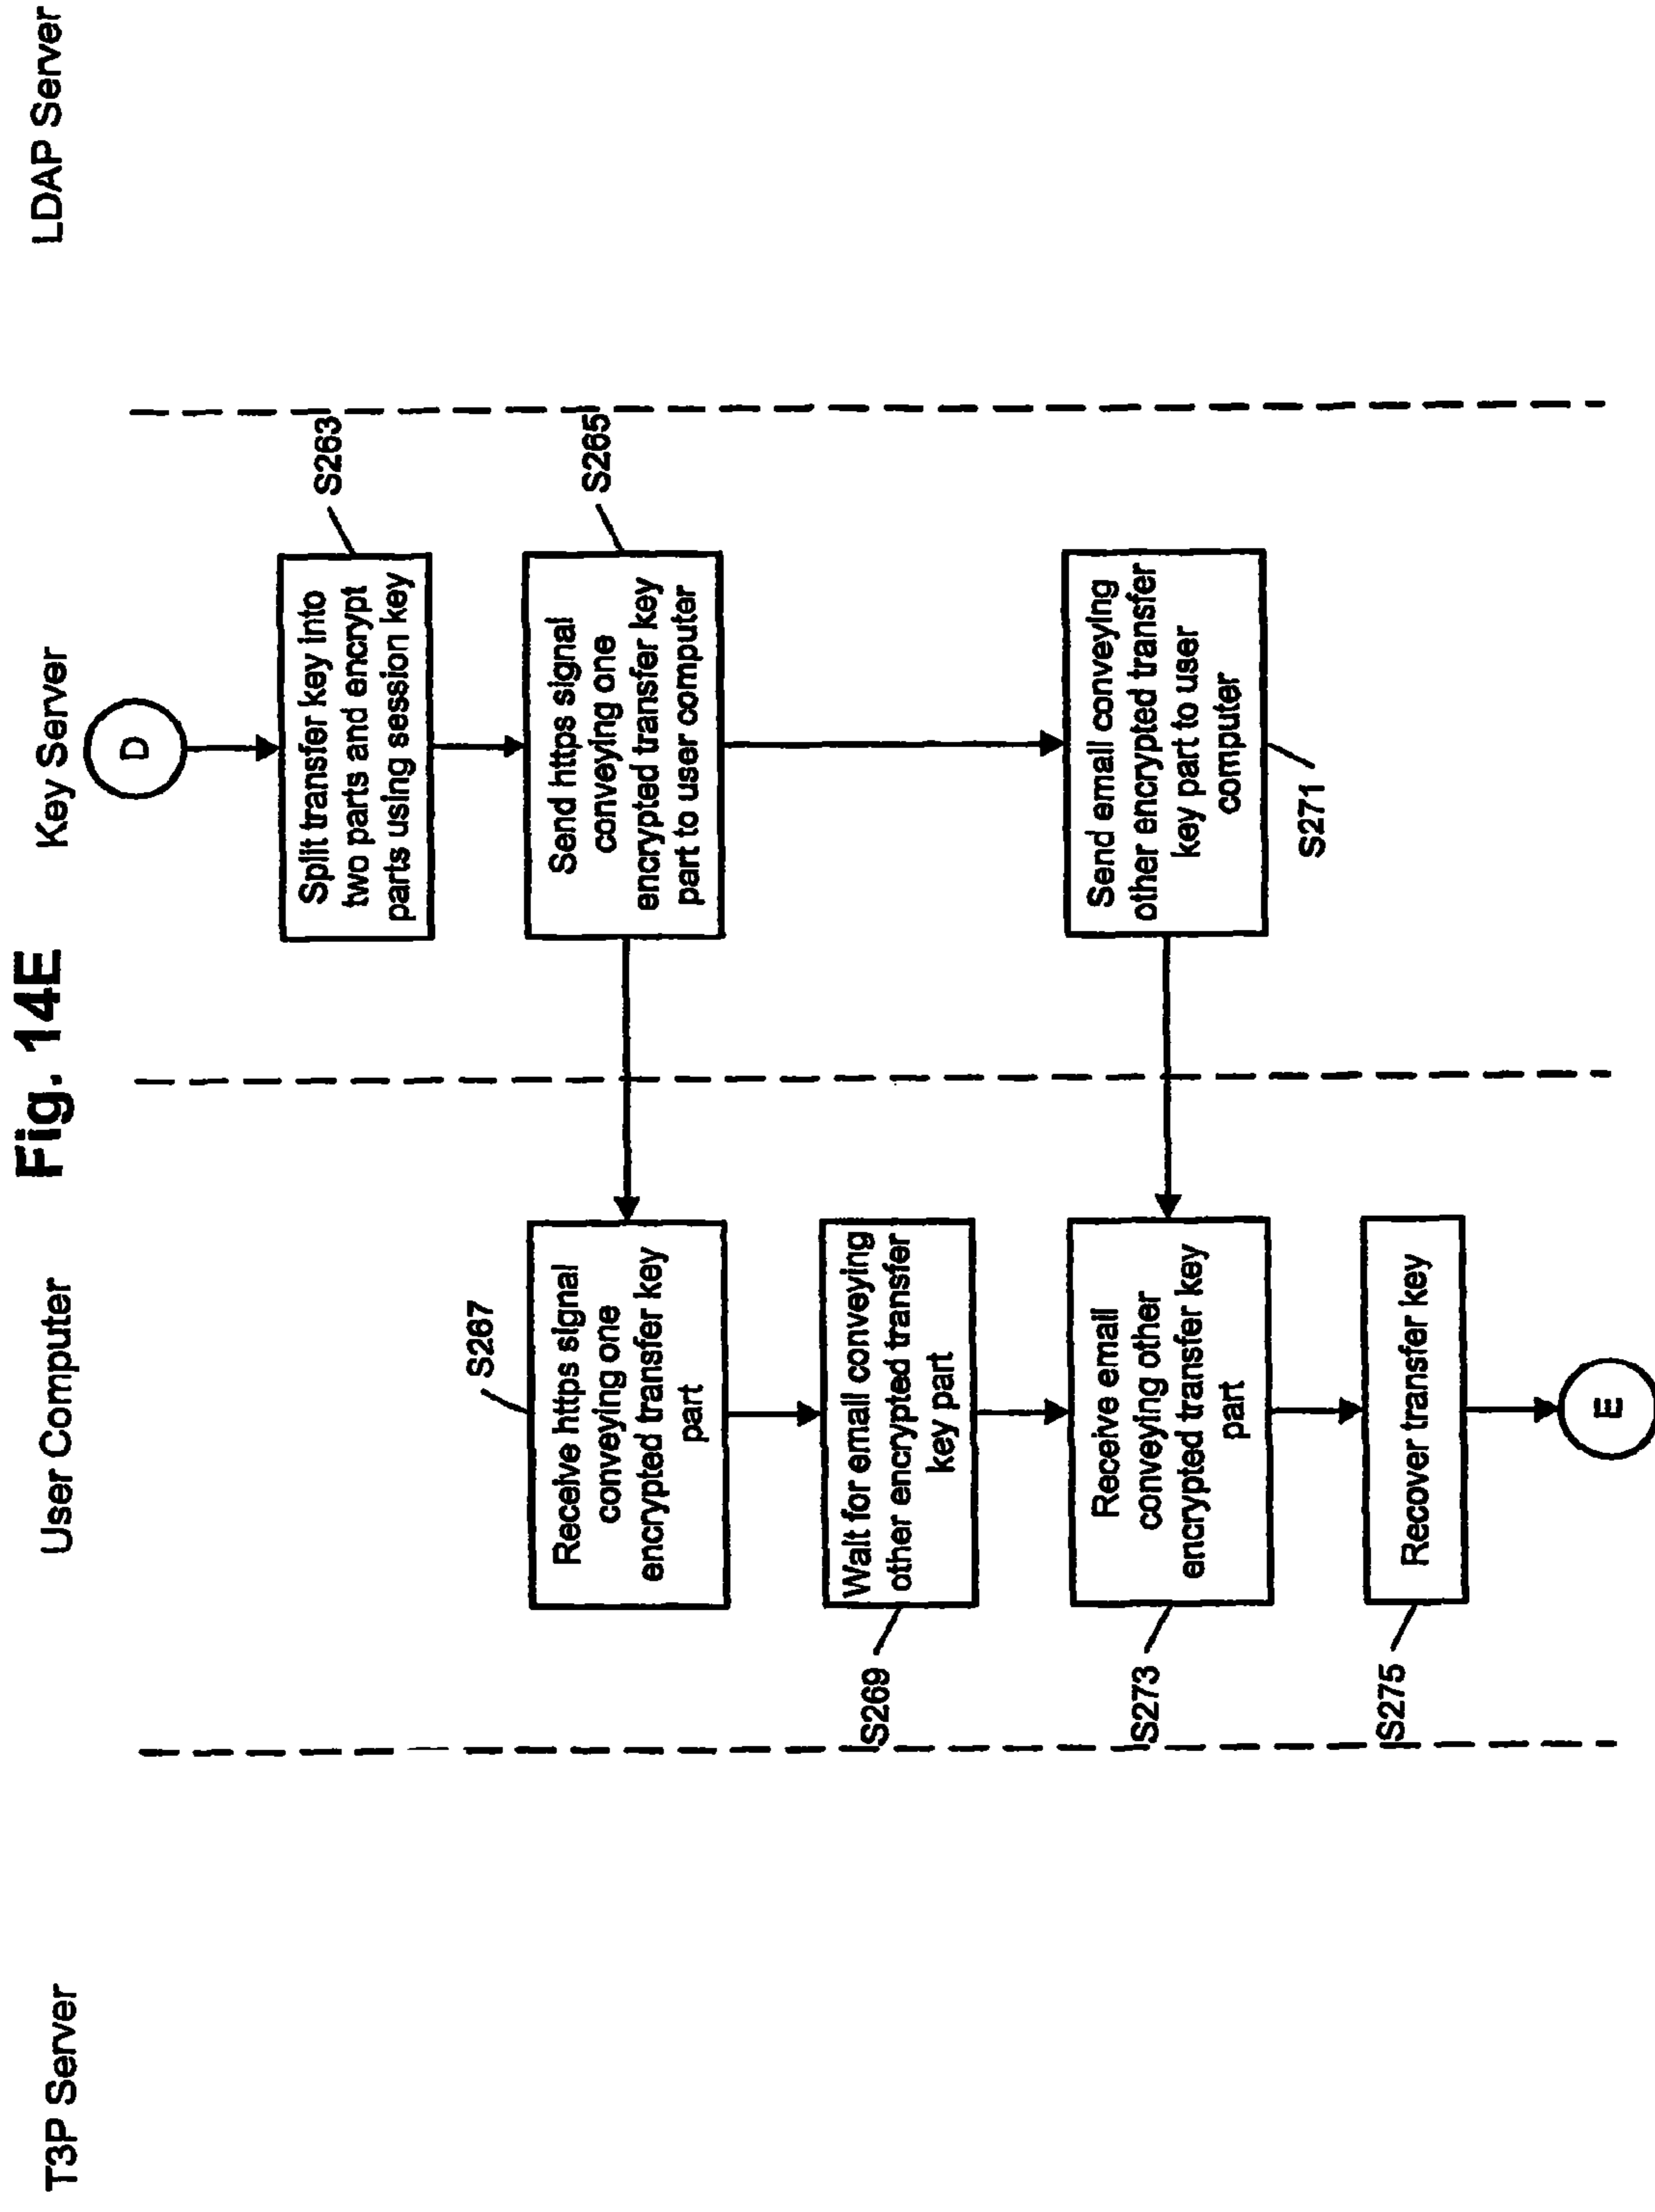 Fig. 14E
T3P Server
User Computer
Key Server
LDAP Server
D
Split transfer key into
two parts and encrypt
parts using session key
S263
Send https signal
conveying one
encrypted transfer key
part to user computer
S265
Receive https signal
conveying one
encrypted transfer key
part
S267
Wait for email conveying
other encrypted transfer
key part
S269
Send email conveying
other encrypted transfer
key part to user
computer
S271
Receive email
conveying other
encrypted transfer key
part
S273
Recover transfer key
S275
E